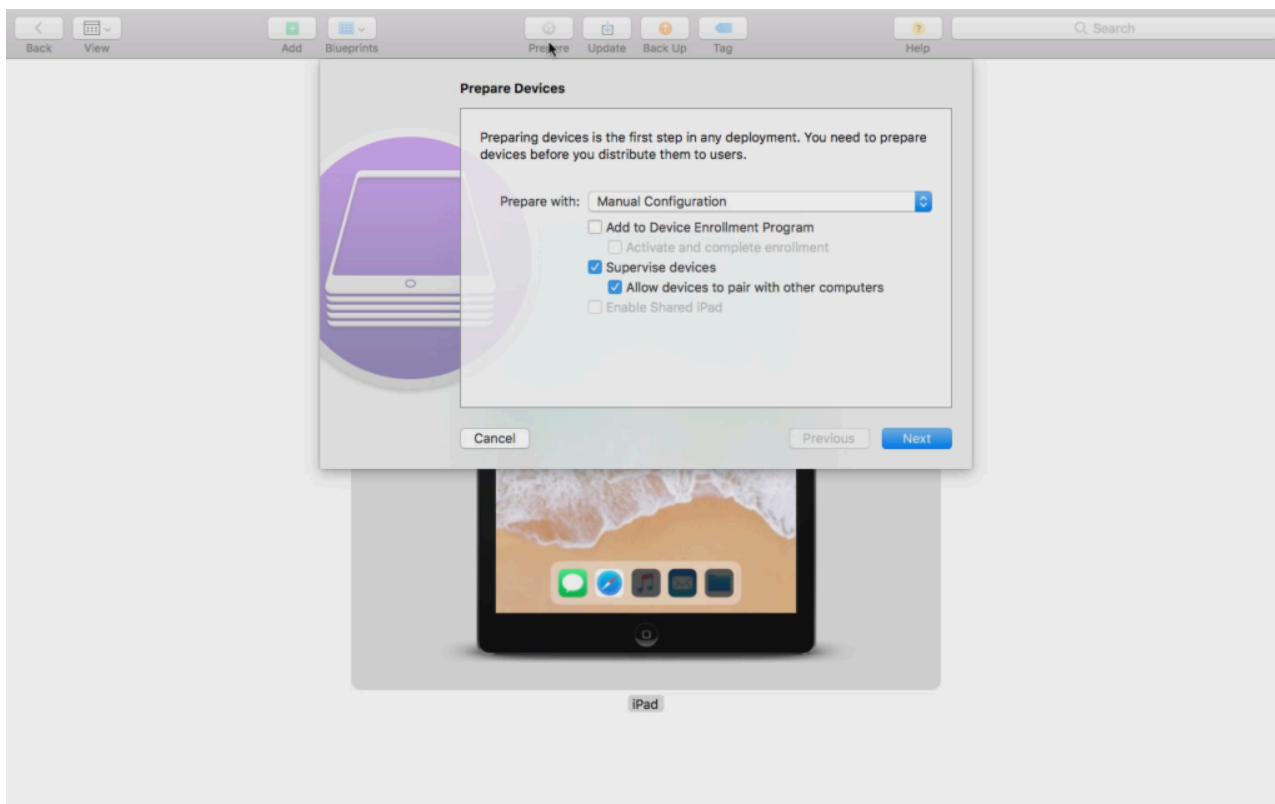 Back View Add Blueprints Prepare Update Back Up Tag Help Search
Prepare Devices
Preparing devices is the first step in any deployment. You need to prepare
devices before you distribute them to users.
Prepare with: Manual Configuration
Add to Device Enrollment Program
Activate and complete enrollment
Supervise devices
Allow devices to pair with other computers
Enable Shared iPad
Cancel Previous Next
iPad